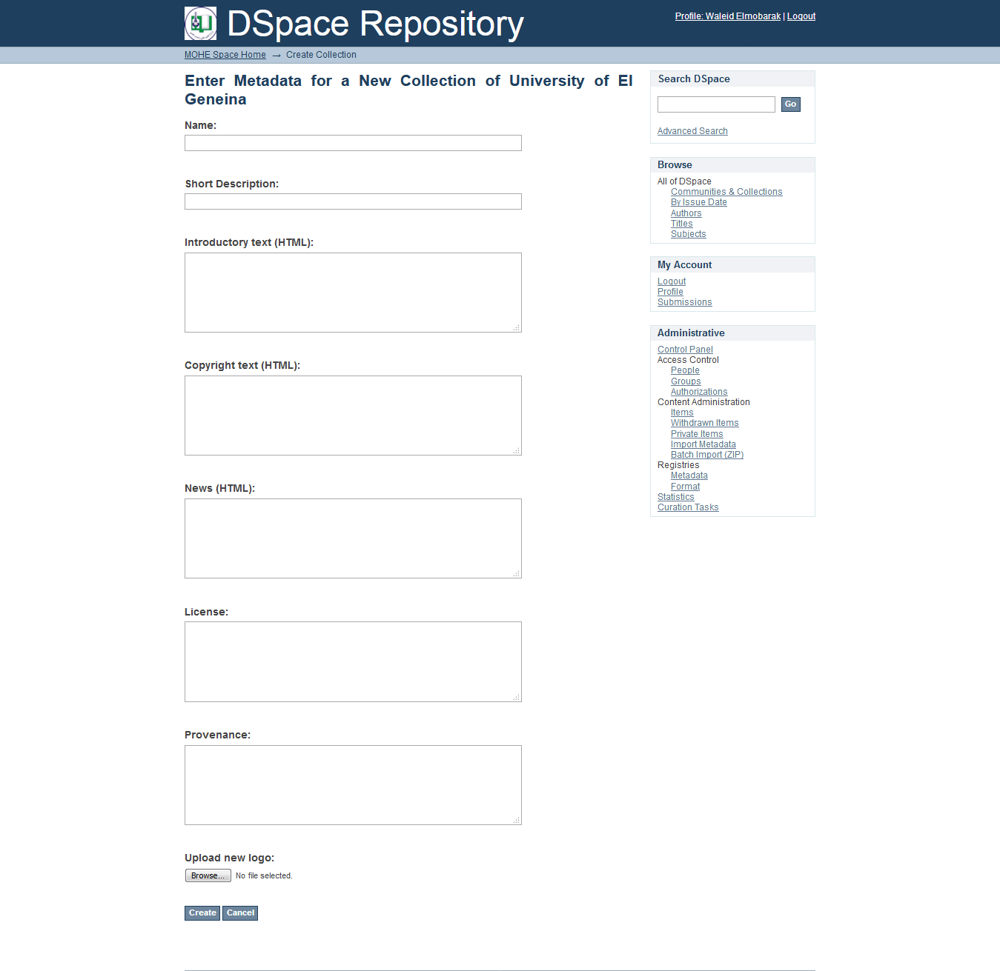 DSpace Repository
Profile: Waleid Elmobarak | Logout
MOHE Space Home → Create Collection
Enter Metadata for a New Collection of University of El
Geneina
Name:
Short Description:
Introductory text (HTML):
Copyright text (HTML):
News (HTML):
License:
Provenance:
Upload new logo:
Browse... No file selected.
Create Cancel
Search DSpace
Go
Advanced Search
Browse
All of DSpace
Communities & Collections
By Issue Date
Authors
Titles
Subjects
My Account
Logout
Profile
Submissions
Administrative
Control Panel
Access Control
People
Groups
Authorizations
Content Administration
Items
Withdrawn Items
Private Items
Import Metadata
Batch Import (ZIP)
Registries
Metadata
Format
Statistics
Curation Tasks